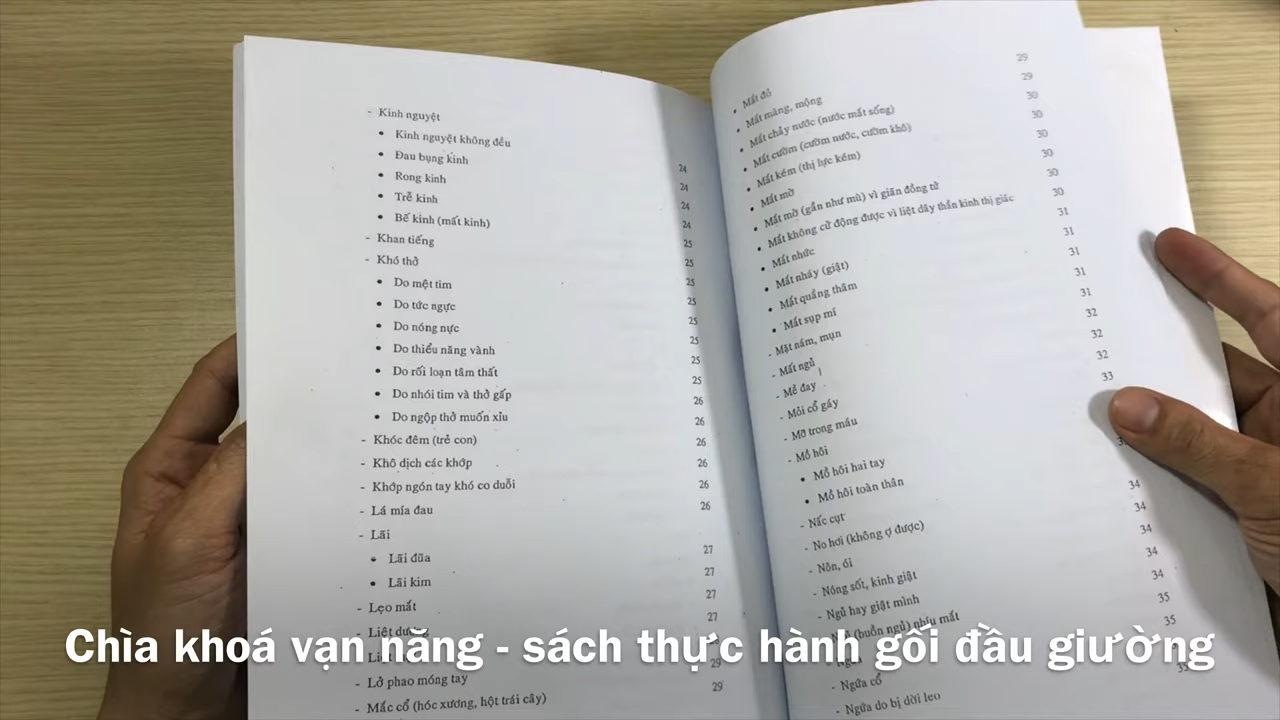 - Kinh nguyệt
• Kinh nguyệt không đều
• Đau bụng kinh 24
• Rong kinh 24
• Trễ kinh 24
• Bế kinh (mất kinh) 24
- Khan tiếng 25
- Khó thở 25
• Do mệt tim 25
• Do tức ngực 25
• Do nóng nực 25
• Do thiểu năng vành 25
• Do rối loạn tâm thất 25
• Do nhói tim và thở gấp 26
• Do ngộp thở muốn xỉu 26
- Khóc đêm (trẻ con) 26
- Khô dịch các khớp 26
- Khớp ngón tay khó co duỗi 26
- Lá mía đau 26
- Lãi
• Lãi đũa 27
• Lãi kim 27
- Lẹo mắt 27
- Liệt dương 27
- Lở phao móng tay 29
- Mắc cổ (hóc xương, hột trái cây) 29
• Mắt đỏ 29
• Mắt màng, mộng 29
• Mắt chảy nước (nước mắt sống) 30
• Mắt cườm (cườm nước, cườm khô) 30
• Mắt kém (thị lực kém) 30
• Mắt mờ 30
• Mắt mờ (gần như mù) vì giãn đồng tử 30
• Mắt không cử động được vì liệt dây thần kinh thị giác 30
• Mắt nhức 31
• Mắt nháy (giật) 31
• Mắt quầng thâm 31
• Mắt sụp mí 31
- Mặt nám, mụn 31
- Mất ngủ 32
- Mề đay 32
- Mỏi cổ gáy 32
- Mỡ trong máu 33
- Mồ hôi
• Mồ hôi hai tay
• Mồ hôi toàn thân 34
- Nấc cụt 34
- No hơi (không ợ được) 34
- Nôn, ói 34
- Nóng sốt, kinh giật 34
- Ngủ hay giật mình 35
(buồn ngủ) nhíu mắt 35
- Ngứa 35
- Ngứa cổ
- Ngứa do bị dời leo
Chìa khoá vạn năng - sách thực hành gối đầu giường